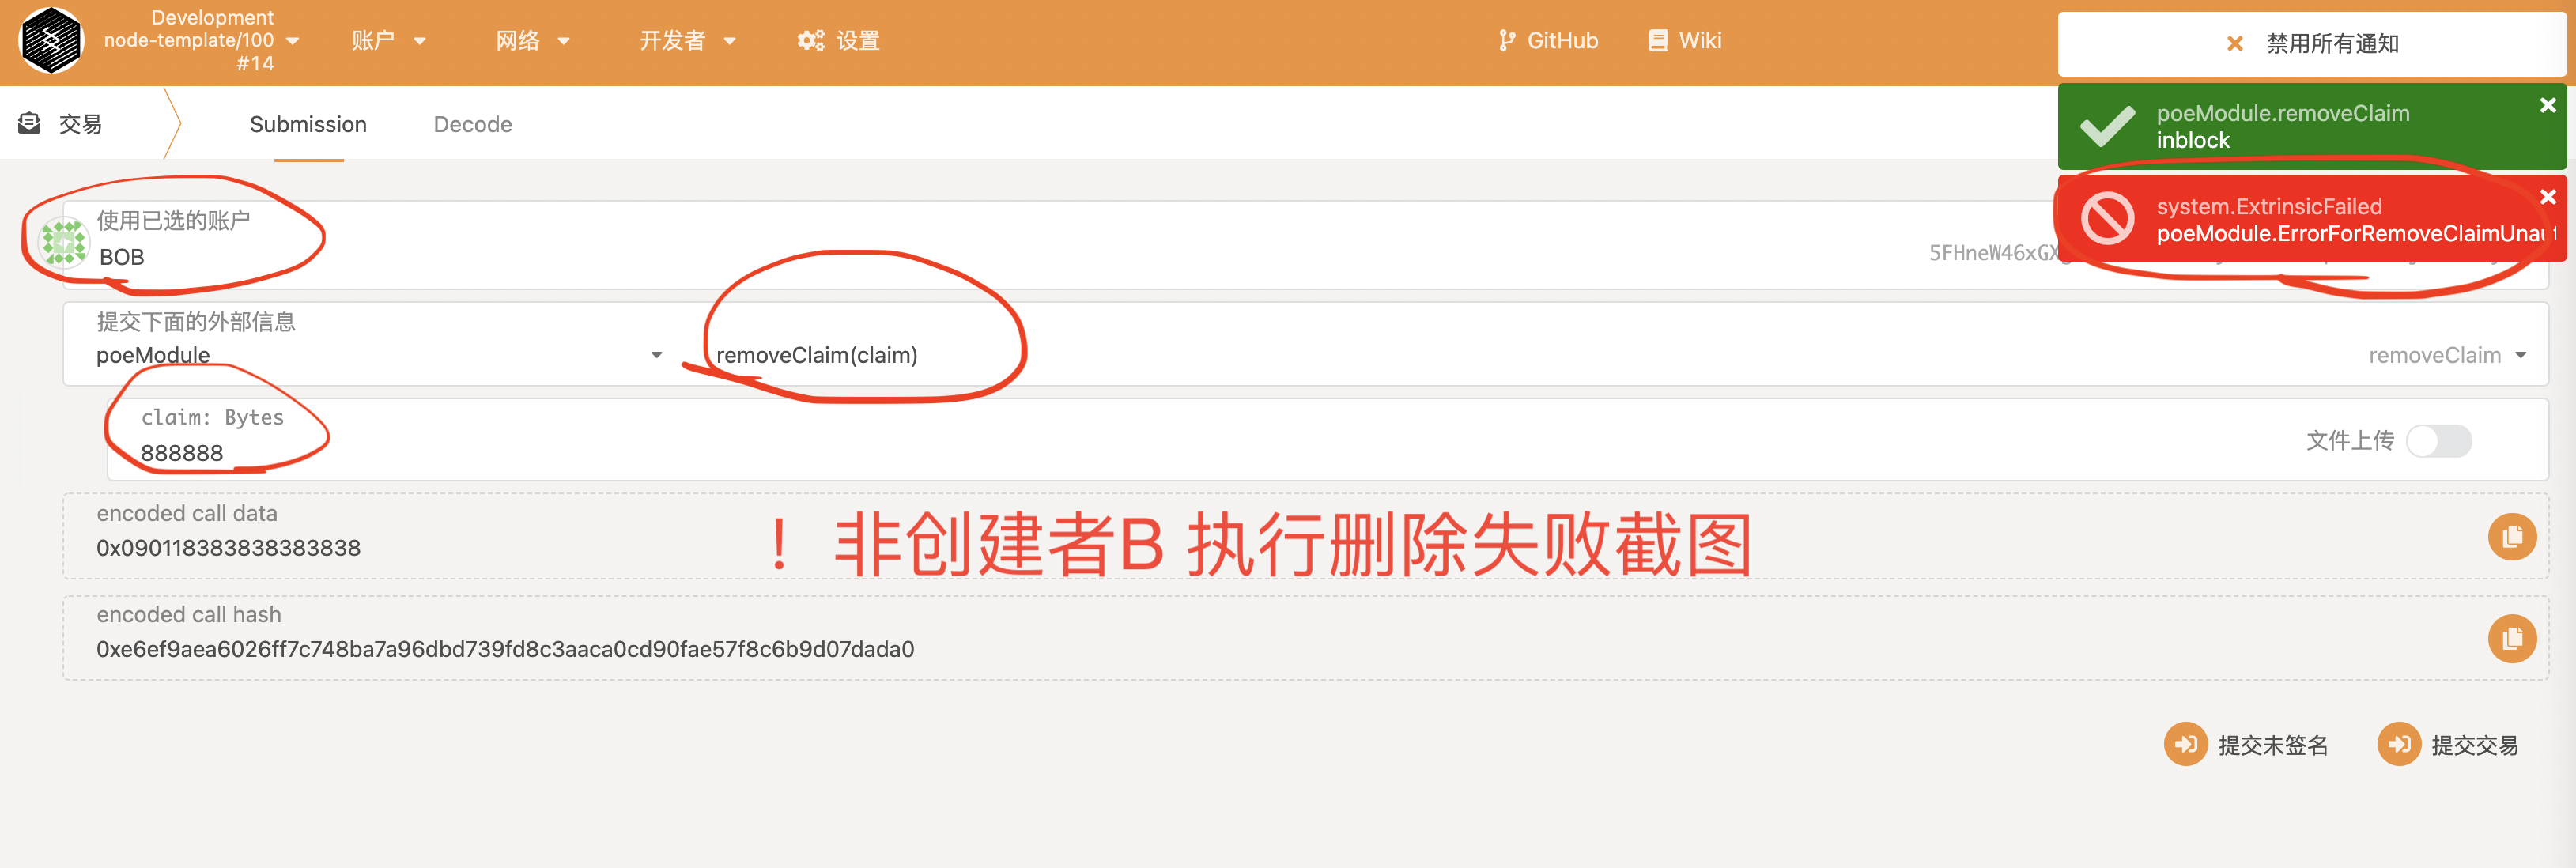 Development
node-template/100
#14
账户
网络
开发者
设置
GitHub
Wiki
禁用所有通知
交易
Submission
Decode
poeModule.removeClaim
inblock
system.ExtrinsicFailed
poeModule.ErrorForRemoveClaimUnaut
使用已选的账户
BOB
5FHneW46xGX
提交下面的外部信息
poeModule
removeClaim(claim)
removeClaim
claim: Bytes
888888
文件上传
encoded call data
0x090118383838383838
！非创建者B 执行删除失败截图
encoded call hash
0xe6ef9aea6026ff7c748ba7a96dbd739fd8c3aaca0cd90fae57f8c6b9d07dada0
提交未签名
提交交易